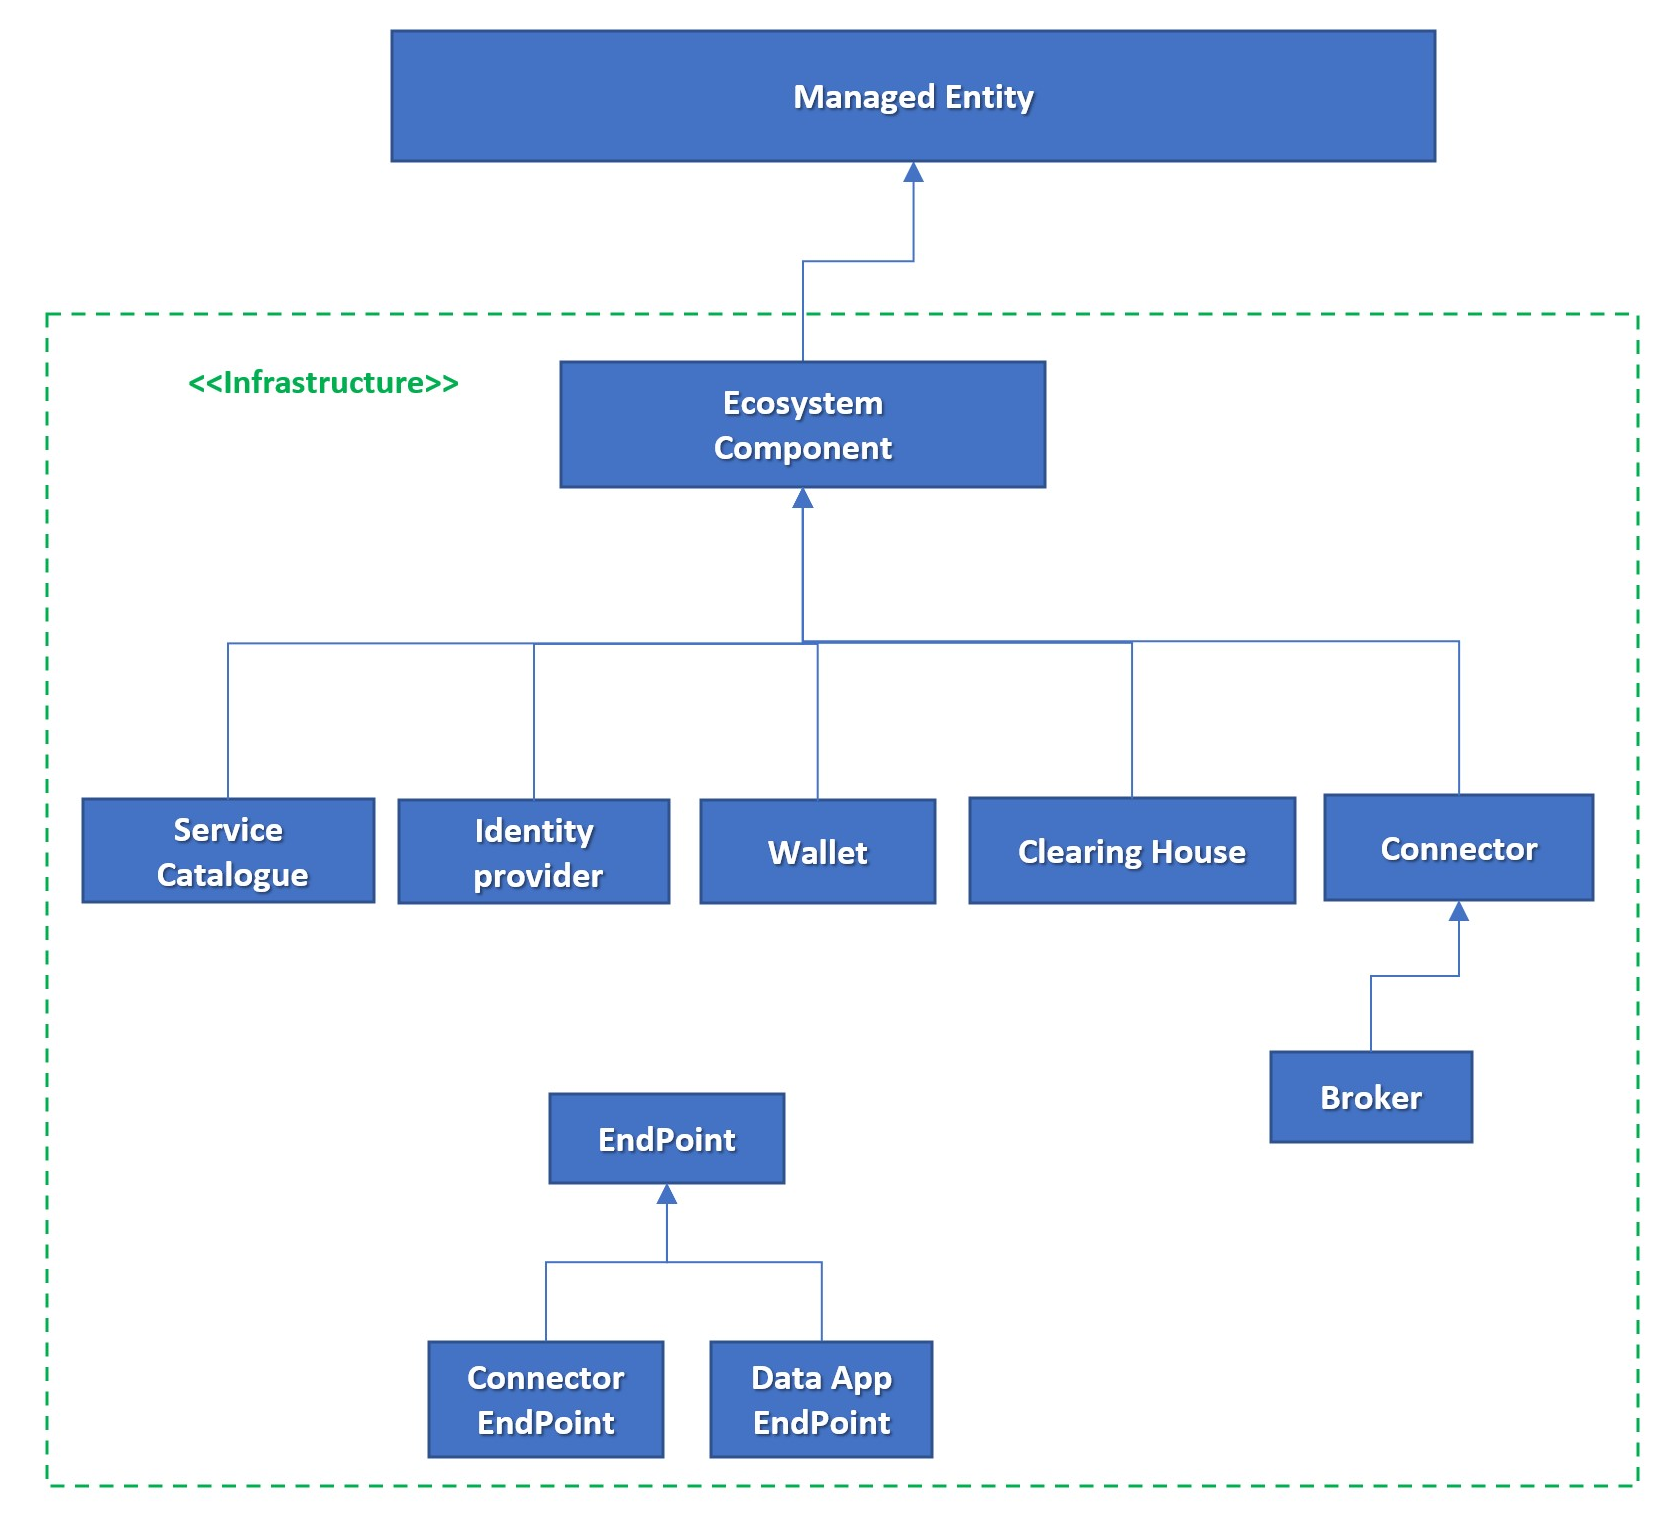 Managed Entity
<<Infrastructure>>
Ecosystem
Component
Service
Catalogue
Identity
provider
Wallet
Clearing House
Connector
Broker
EndPoint
Connector
EndPoint
Data App
EndPoint